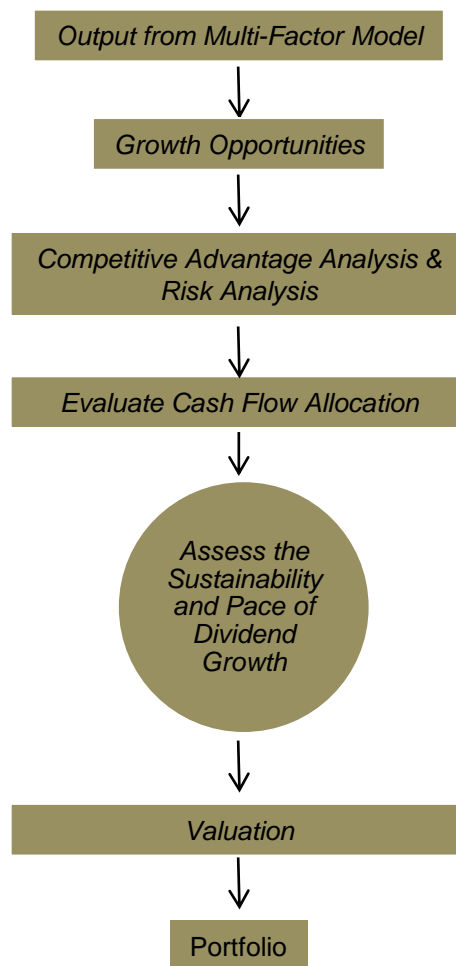 Output from Multi-Factor Model
Growth Opportunities
Competitive Advantage Analysis &
Risk Analysis
Evaluate Cash Flow Allocation
Assess the
Sustainability
and Pace of
Dividend
Growth
Valuation
Portfolio